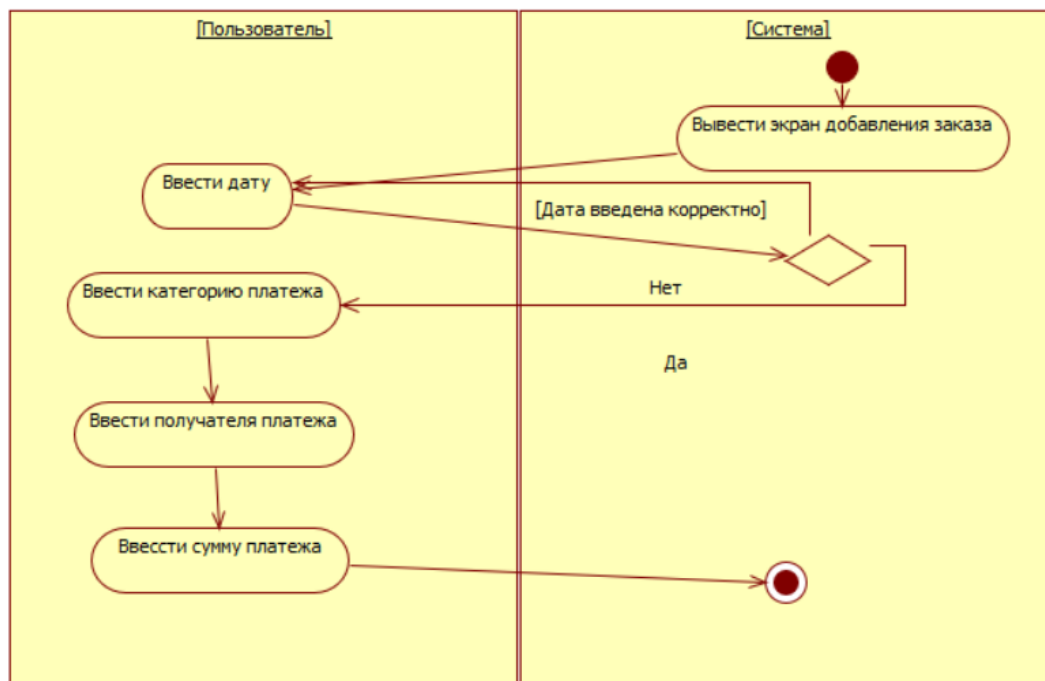 [Пользователь]
[Система]
Вывести экран добавления заказа
Ввести дату
[Дата введена корректно]
Ввести категорию платежа
Нет
Да
Ввести получателя платежа
Ввессти сумму платежа